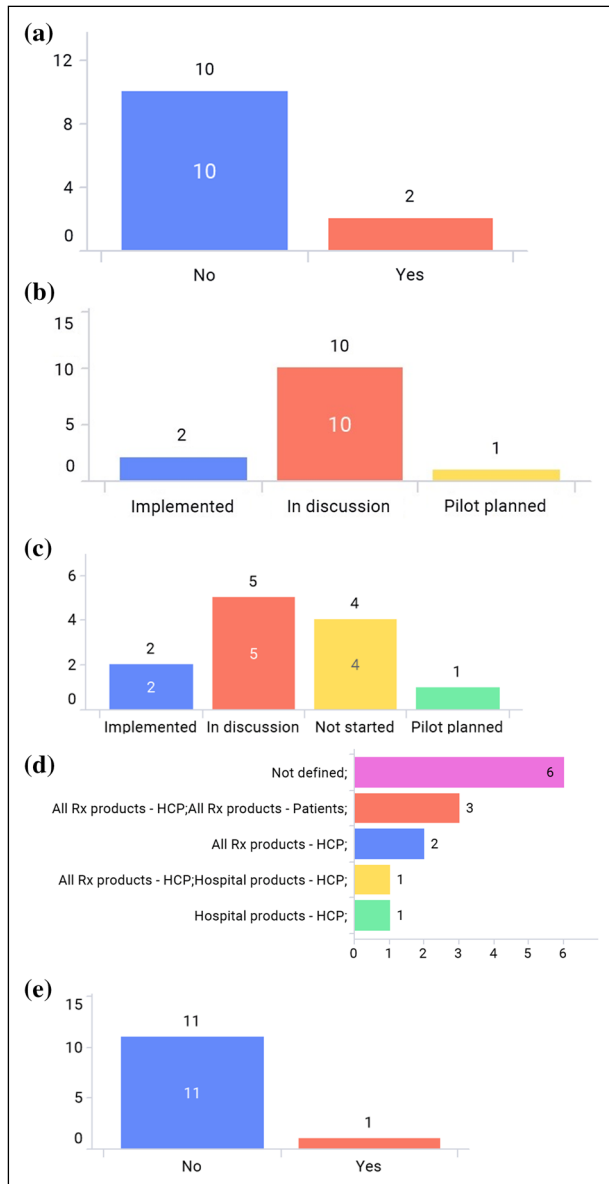 (a)
12
8
4
0
10
10
2
No
Yes
(b)
15
10
5
0
2
10
10
1
Implemented
In discussion
Pilot planned
(c)
6
4
2
0
2
2
5
5
4
4
1
Implemented
In discussion
Not started
Pilot planned
(d)
Not defined;
6
All Rx products - HCP;All Rx products - Patients;
3
All Rx products - HCP;
2
All Rx products - HCP;Hospital products - HCP;
1
Hospital products - HCP;
1
0 1 2 3 4 5 6
(e)
15
10
5
0
11
11
1
No
Yes